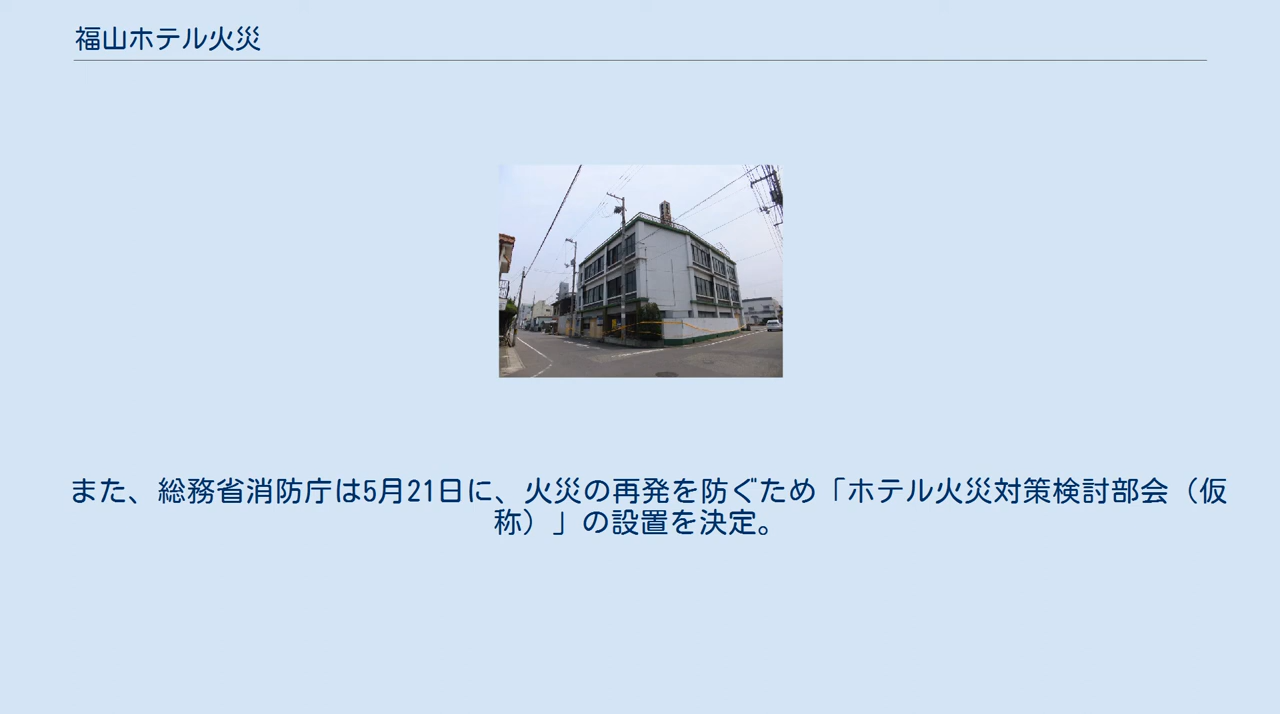 福山ホテル火災
また、総務省消防庁は5月21日に、火災の再発を防ぐため「ホテル火災対策検討部会（仮
称）」の設置を決定。